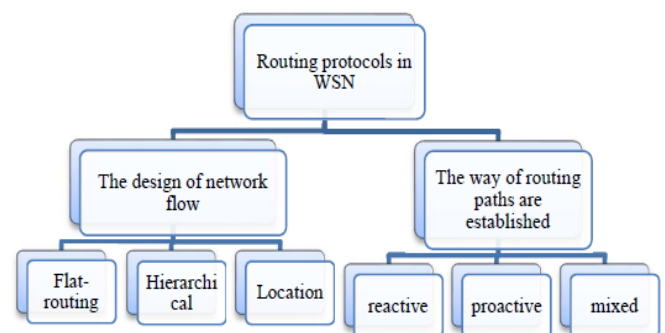 Routing protocols in
WSN
The design of network
flow
The way of routing
paths are
established
Flat-
routing
Hierarchi
cal
Location
reactive
proactive
mixed